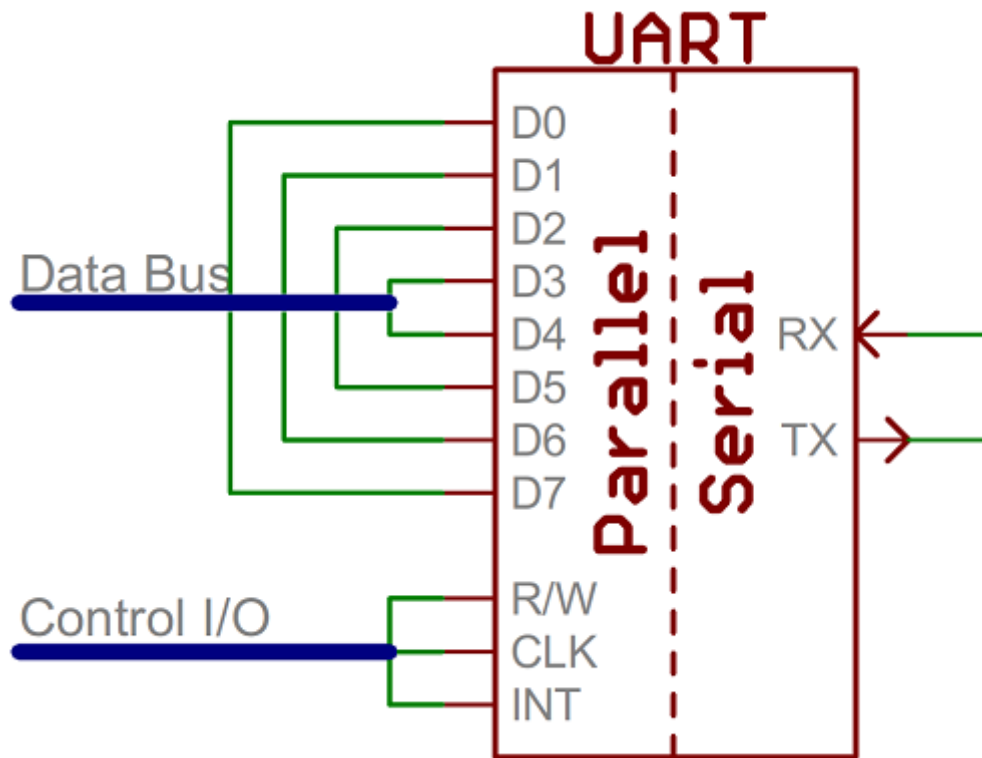 UART
D0
D1
D2
Data Bus
D3
D4
D5
D6
D7
Parallel
Serial
RX
TX
Control I/O
R/W
CLK
INT